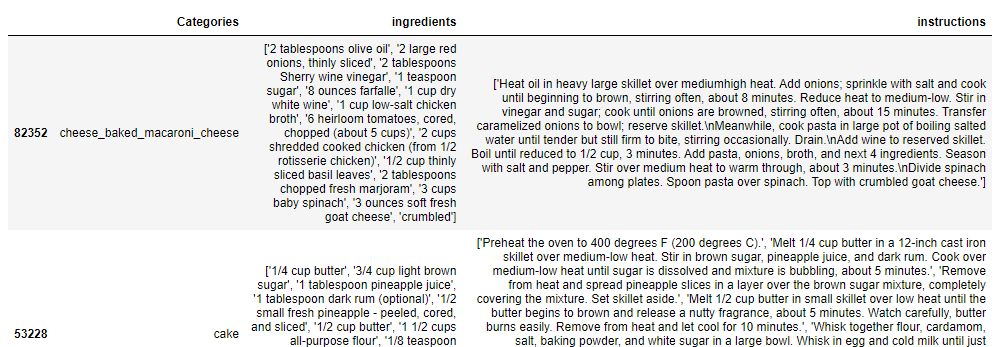 Categories ingredients instructions
82352 cheese_baked_macaroni_cheese
['2 tablespoons olive oil', '2 large red
onions, thinly sliced', '2 tablespoons
Sherry wine vinegar', '1 teaspoon
sugar', '8 ounces farfalle', '1 cup dry
white wine', '1 cup low-salt chicken
broth', '6 heirloom tomatoes, cored,
chopped (about 5 cups)', '2 cups
shredded cooked chicken (from 1/2
rotisserie chicken)', '1/2 cup thinly
sliced basil leaves', '2 tablespoons
chopped fresh marjoram', '3 cups
baby spinach', '3 ounces soft fresh
goat cheese', 'crumbled']
['Heat oil in heavy large skillet over mediumhigh heat. Add onions; sprinkle with salt and cook
until beginning to brown, stirring often, about 8 minutes. Reduce heat to medium-low. Stir in
vinegar and sugar; cook until onions are browned, stirring often, about 15 minutes. Transfer
caramelized onions to bowl; reserve skillet.\nMeanwhile, cook pasta in large pot of boiling salted
water until tender but still firm to bite, stirring occasionally. Drain.\nAdd wine to reserved skillet.
Boil until reduced to 1/2 cup, 3 minutes. Add pasta, onions, broth, and next 4 ingredients. Season
with salt and pepper. Stir over medium heat to warm through, about 3 minutes.\nDivide spinach
among plates. Spoon pasta over spinach. Top with crumbled goat cheese.']
53228 cake
['1/4 cup butter', '3/4 cup light brown
sugar', '1 tablespoon pineapple juice',
'1 tablespoon dark rum (optional)', '1/2
small fresh pineapple - peeled, cored,
and sliced', '1/2 cup butter', '1 1/2 cups
all-purpose flour', '1/8 teaspoon
['Preheat the oven to 400 degrees F (200 degrees C).', 'Melt 1/4 cup butter in a 12-inch cast iron
skillet over medium-low heat. Stir in brown sugar, pineapple juice, and dark rum. Cook over
medium-low heat until sugar is dissolved and mixture is bubbling, about 5 minutes.', 'Remove
from heat and spread pineapple slices in a layer over the brown sugar mixture, completely
covering the mixture. Set skillet aside.', 'Melt 1/2 cup butter in small skillet over low heat until the
butter begins to brown and release a nutty fragrance, about 5 minutes. Watch carefully, butter
burns easily. Remove from heat and let cool for 10 minutes.', 'Whisk together flour, cardamom,
salt, baking powder, and white sugar in a large bowl. Whisk in egg and cold milk until just